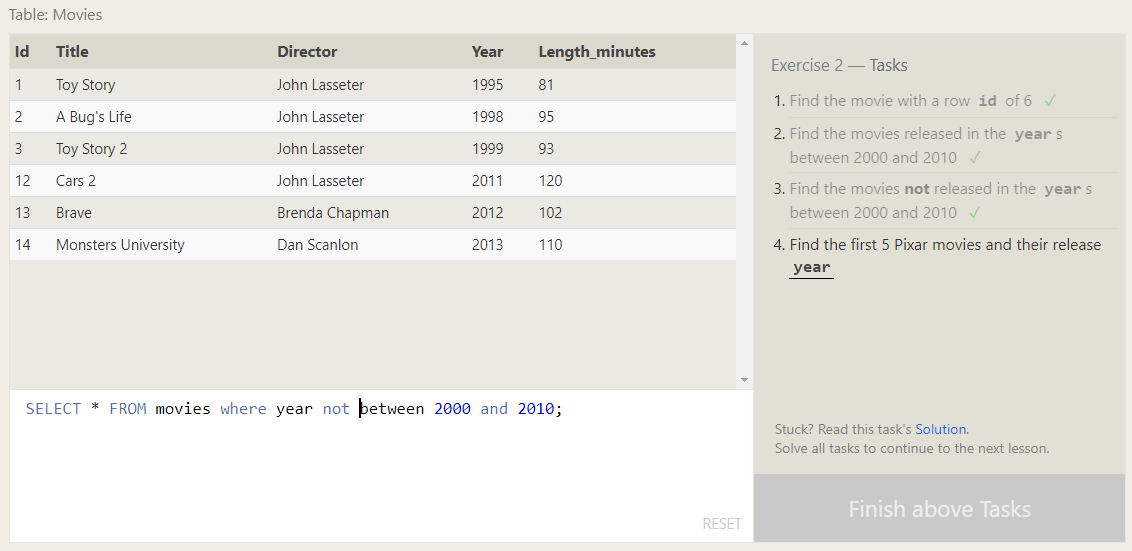 Table: Movies
Id Title Director Year Length_minutes
1 Toy Story John Lasseter 1995 81
2 A Bug's Life John Lasseter 1998 95
3 Toy Story 2 John Lasseter 1999 93
12 Cars 2 John Lasseter 2011 120
13 Brave Brenda Chapman 2012 102
14 Monsters University Dan Scanlon 2013 110
SELECT * FROM movies where year not between 2000 and 2010;
RESET
Exercise 2 — Tasks
1. Find the movie with a row id of 6 ✓
2. Find the movies released in the year s
between 2000 and 2010 ✓
3. Find the movies not released in the year s
between 2000 and 2010 ✓
4. Find the first 5 Pixar movies and their release
year
Stuck? Read this task's Solution.
Solve all tasks to continue to the next lesson.
Finish above Tasks